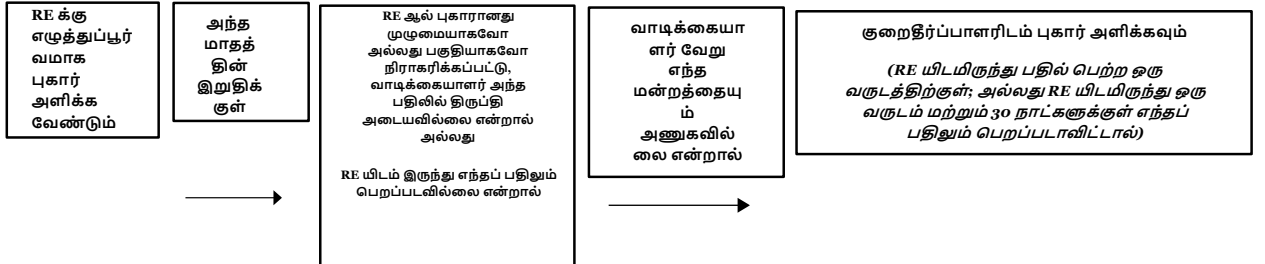 RE க்கு
எழுத்துப்பூர்
வமாக
புகார்
அளிக்க
வேண்டும்
அந்த
மாதத்
தின்
இறுதிக்
குள்
RE ஆல் புகாரானது
முழுமையாகவோ
அல்லது பகுதியாகவோ
நிராகரிக்கப்பட்டு,
வாடிக்கையாளர் அந்த
பதிலில் திருப்தி
அடையவில்லை என்றால்
அல்லது
RE யிடம் இருந்து எந்தப் பதிலும்
பெறப்படவில்லை என்றால்
வாடிக்கையா
ளர் வேறு
எந்த
மன்றத்தையு
ம்
அணுகவில்
லை என்றால்
குறைதீர்ப்பாளரிடம் புகார் அளிக்கவும்
(RE யிடமிருந்து பதில் பெற்ற ஒரு
வருடத்திற்குள்; அல்லது RE யிடமிருந்து ஒரு
வருடம் மற்றும் 30 நாட்களுக்குள் எந்தப்
பதிலும் பெறப்படாவிட்டால்)